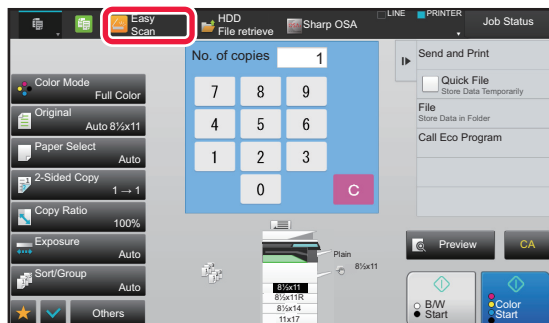 Easy
Scan
HDD
File retrieve
Sharp OSA
LINE
PRINTER
Job Status
No. of copies
1
7 8 9
4 5 6
1 2 3
0 C
Color Mode
Full Color
Original
Auto 8½x11
Paper Select
Auto
2-Sided Copy
1→1
Copy Ratio
100%
Exposure
Auto
Sort/Group
Auto
Others
Plain
8½x11
8½x11
8½x11R
8½x14
11x17
Send and Print
Quick File
Store Data Temporarily
File
Store Data in Folder
Call Eco Program
Preview
CA
B/W
Start
Color
Start